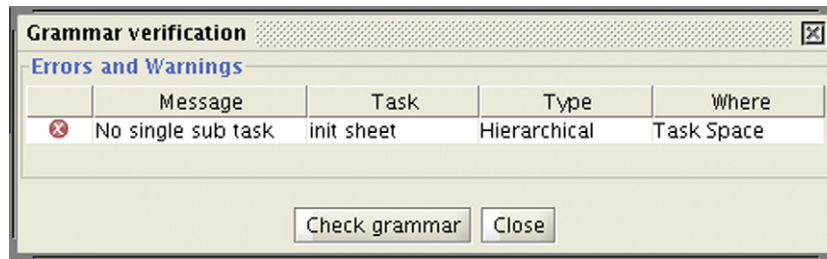 Grammar verification
Errors and Warnings
Message Task Type Where
No single sub task init sheet Hierarchical Task Space
Check grammar Close